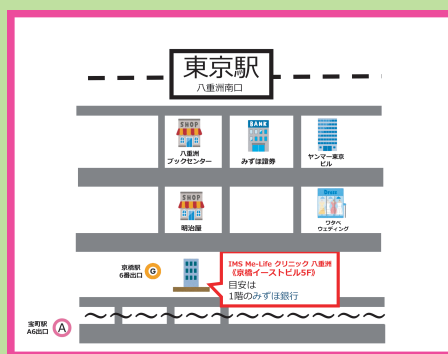 東京駅
八重洲南口
SHOP
八重洲
ブックセンター
BANK
みずほ證券
ヤンマー東京
ビル
SHOP
明治屋
ワタベ
ウェディング
京橋駅
6番出口
G
IMS Me-Life クリニック 八重洲
《京橋イーストビル5F》
目安は
1階のみずほ銀行
宝町駅
A6出口
A